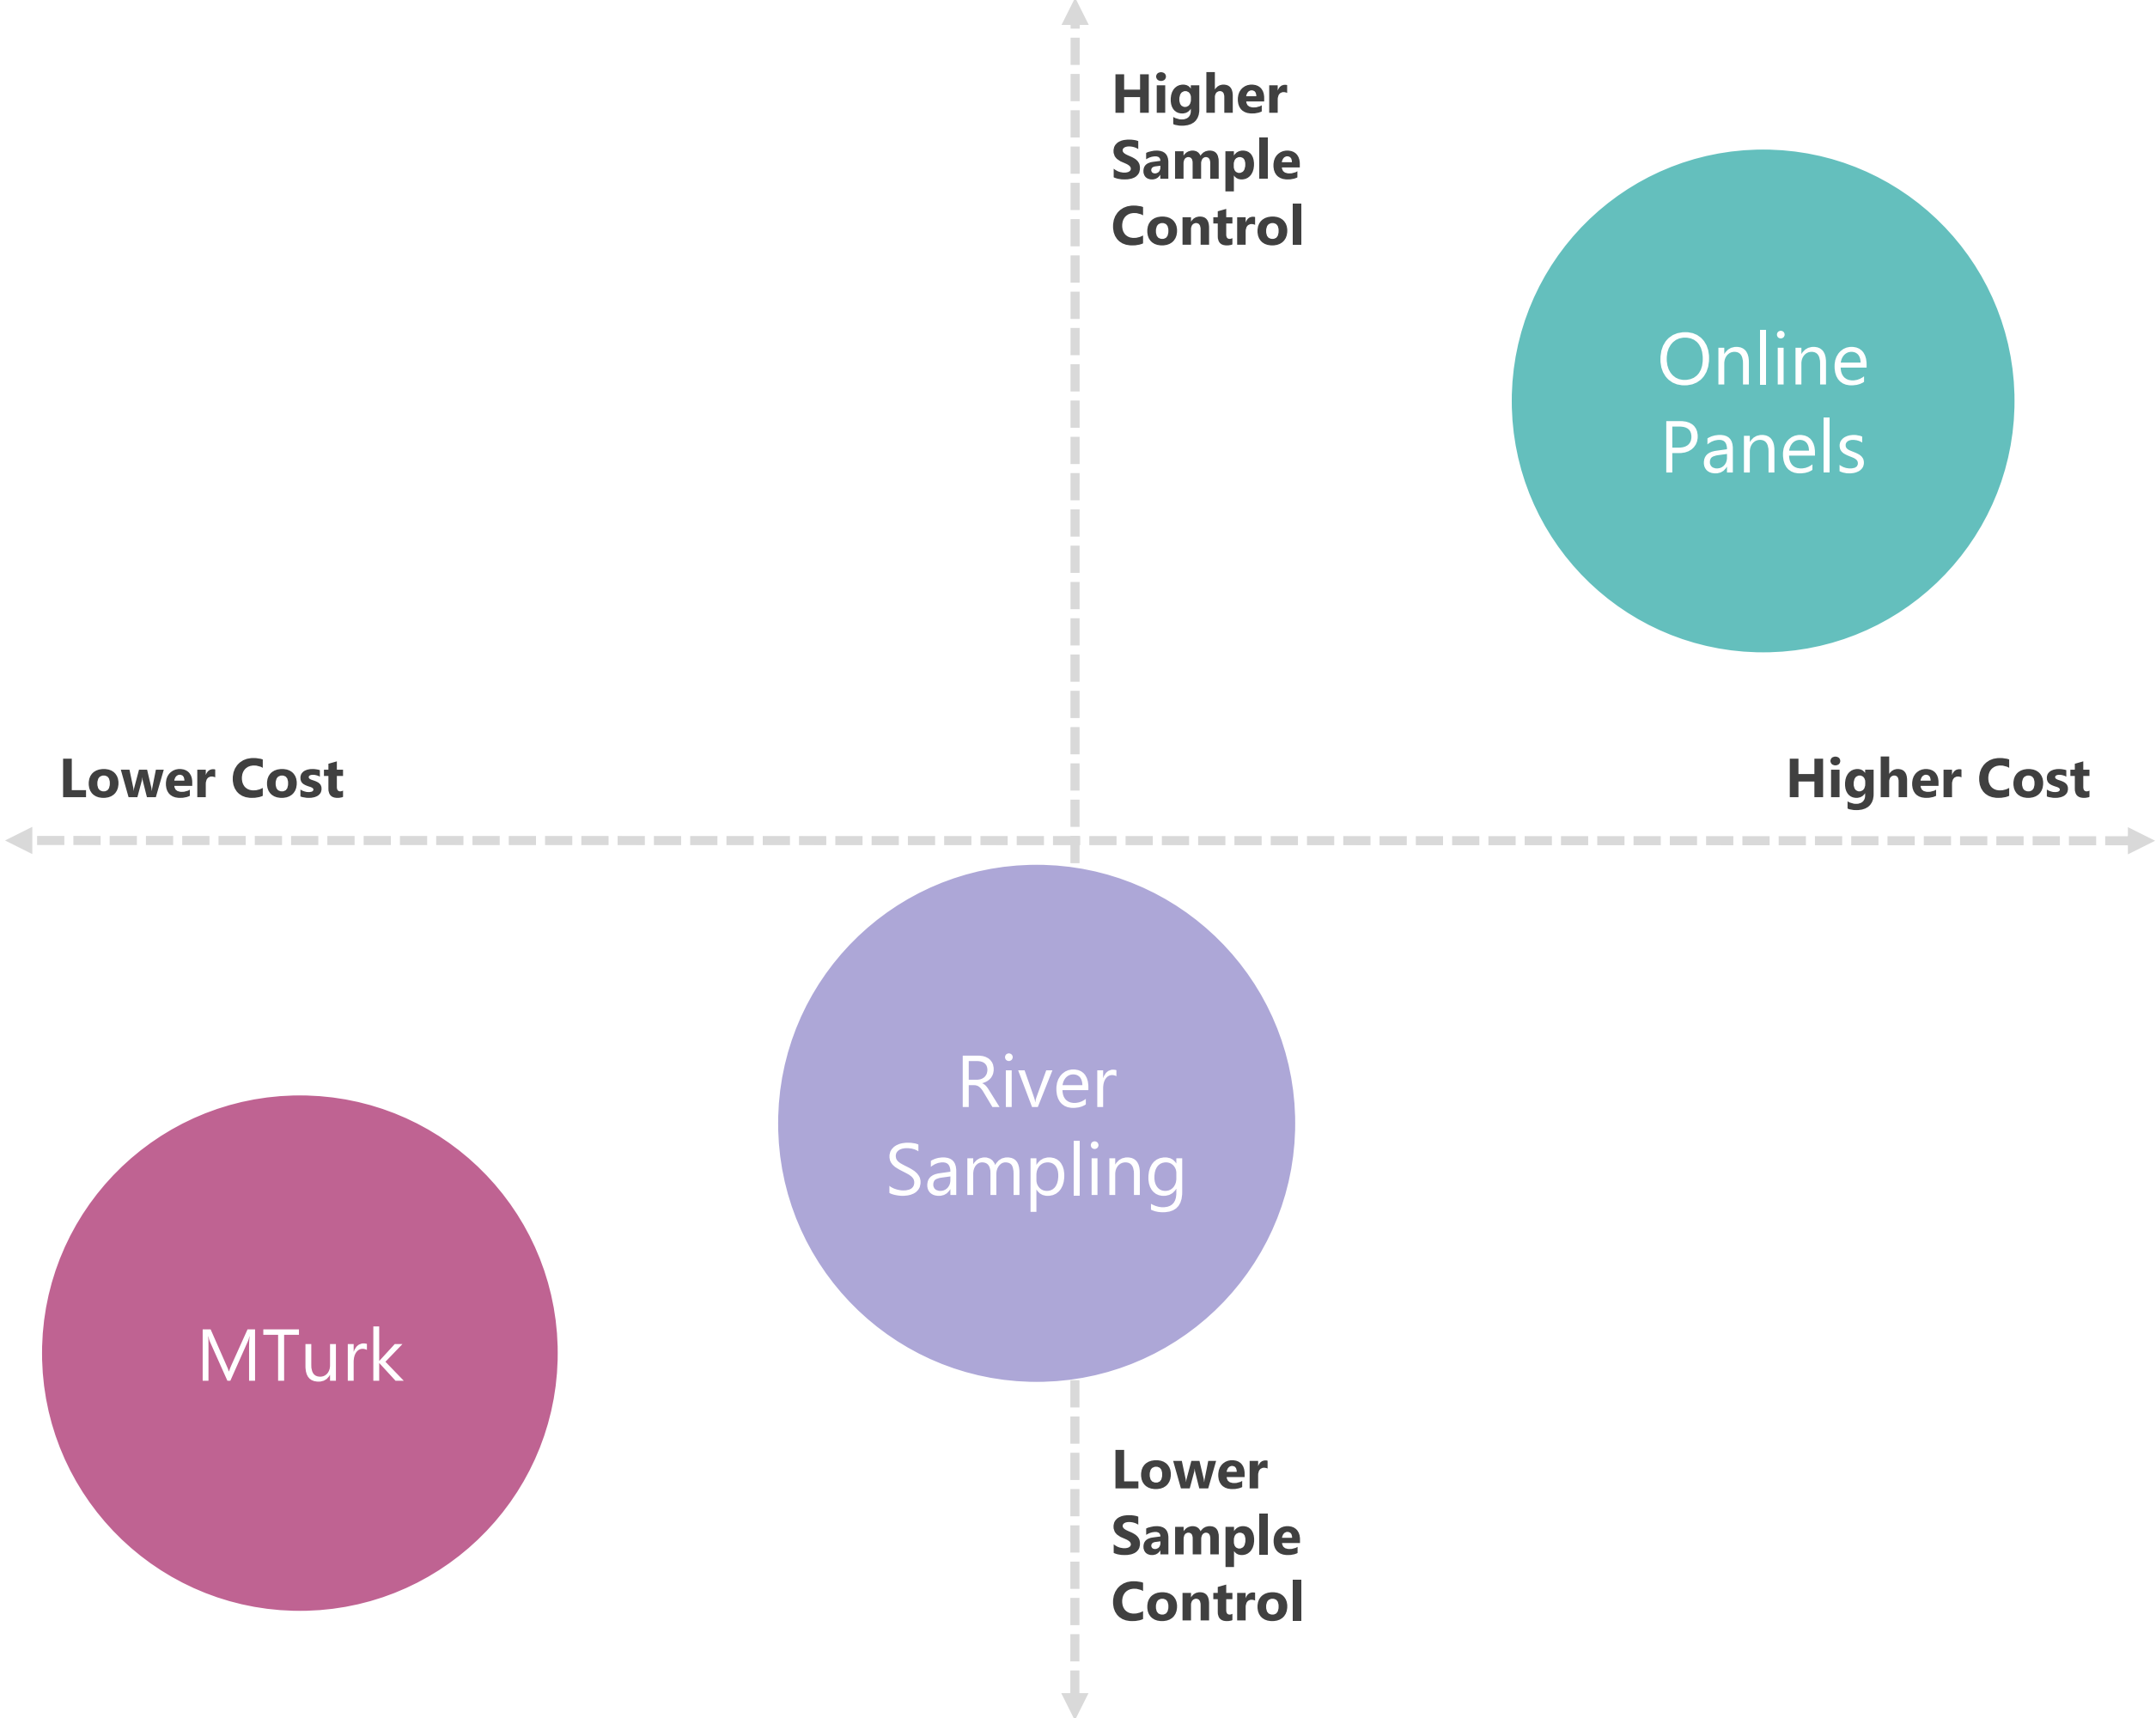 Higher
Sample
Control
Online
Panels
Lower Cost
Higher Cost
River
Sampling
MTurk
Lower
Sample
Control